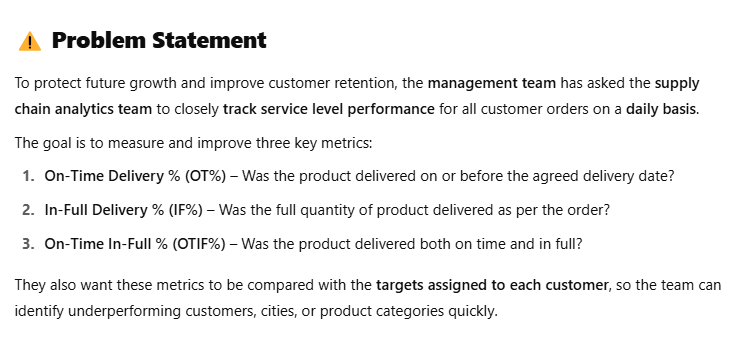 ⚠ Problem Statement
To protect future growth and improve customer retention, the management team has asked the supply
chain analytics team to closely track service level performance for all customer orders on a daily basis.
The goal is to measure and improve three key metrics:
1. On-Time Delivery % (OT%) – Was the product delivered on or before the agreed delivery date?
2. In-Full Delivery % (IF%) – Was the full quantity of product delivered as per the order?
3. On-Time In-Full % (OTIF%) – Was the product delivered both on time and in full?
They also want these metrics to be compared with the targets assigned to each customer, so the team can
identify underperforming customers, cities, or product categories quickly.